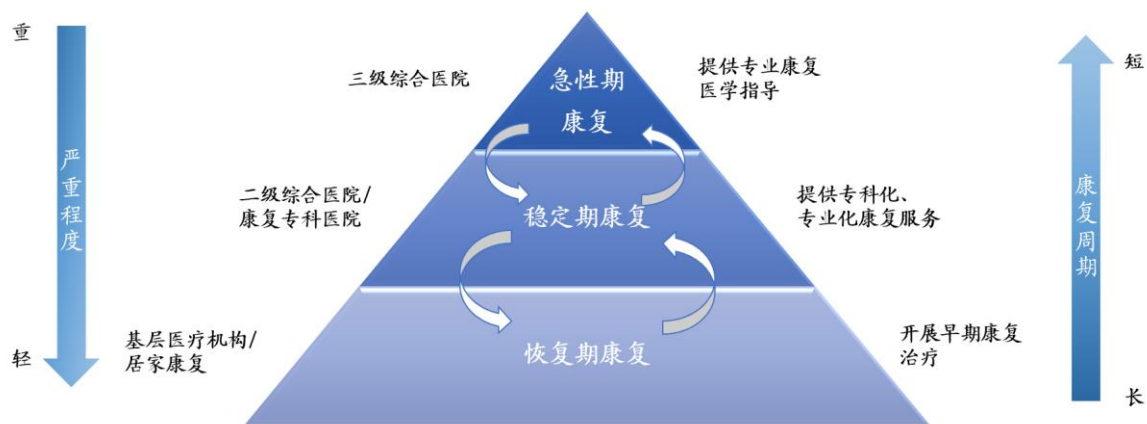 重
短
三级综合医院
急性期
康复
提供专业康复
医学指导
严重程度
二级综合医院/
康复专科医院
稳定期康复
提供专科化、
专业化康复服务
康复周期
基层医疗机构/
居家康复
恢复期康复
开展早期康复
治疗
轻
长